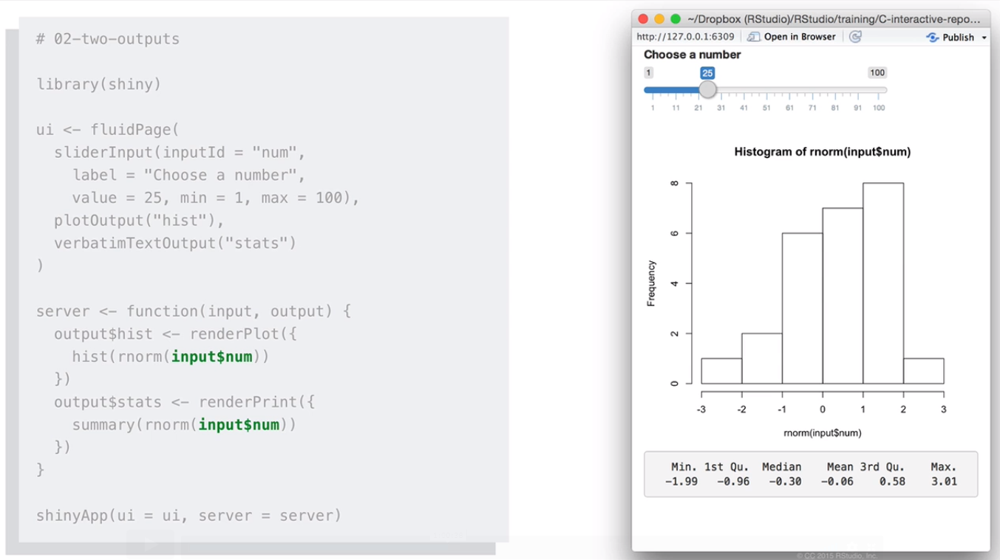 # 02-two-outputs
library(shiny)
ui <- fluidPage(
sliderInput(inputId = "num",
label = "Choose a number",
value = 25, min = 1, max = 100),
plotOutput("hist"),
verbatimTextOutput("stats")
)
server <- function(input, output) {
output$hist <- renderPlot({
hist(rnorm(input$num))
})
output$stats <- renderPrint({
summary(rnorm(input$num))
})
}
shinyApp(ui = ui, server = server)
~/Dropbox (RStudio)/RStudio/training/C-interactive-repo...
http://127.0.0.1:6309 Open in Browser Publish
Choose a number
1 25 100
1 11 21 31 41 51 61 71 81 91 100
Histogram of rnorm(input$num)
8
6
4
2
0
Frequency
-3 -2 -1 0 1 2 3
rnorm(input$num)
Min. 1st Qu. Median Mean 3rd Qu. Max.
-1.99 -0.96 -0.30 -0.06 0.58 3.01
© CC 2015 RStudio, Inc.